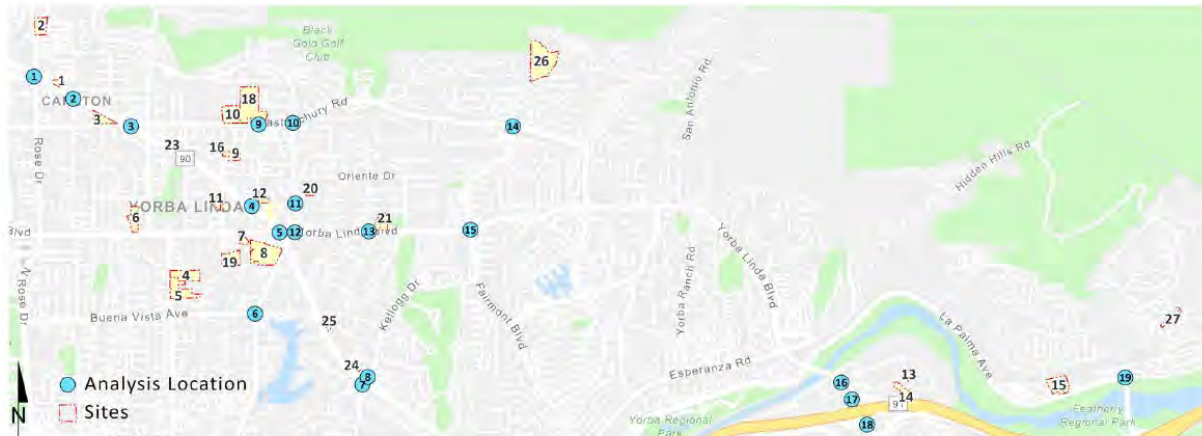 2
Black
Gold Golf
Club
26
1
1
CARLTON
2
18
San Antonio Rd
3
10
3
9
10
astchury Rd
14
23
90
16
9
Rose Dr
Hidden Hills Rd
Oriente Dr
20
12
11
4
11
YORBA LINDA
6
21
Blvd
5
12
Yorba Linda Blvd
13
15
7
8
19
4
5
Yorba Linda Blvd
Yorba Ranch Rd
N Rose Dr
Buena Vista Ave
6
25
Kellogg Dr
Fairmont Blvd
La Palma Ave
27
24
8
7
Esperanza Rd
16
13
15
19
17
14
91
18
Yorba Regional
Park
Featherly
Regional Park
Analysis Location
Sites
N